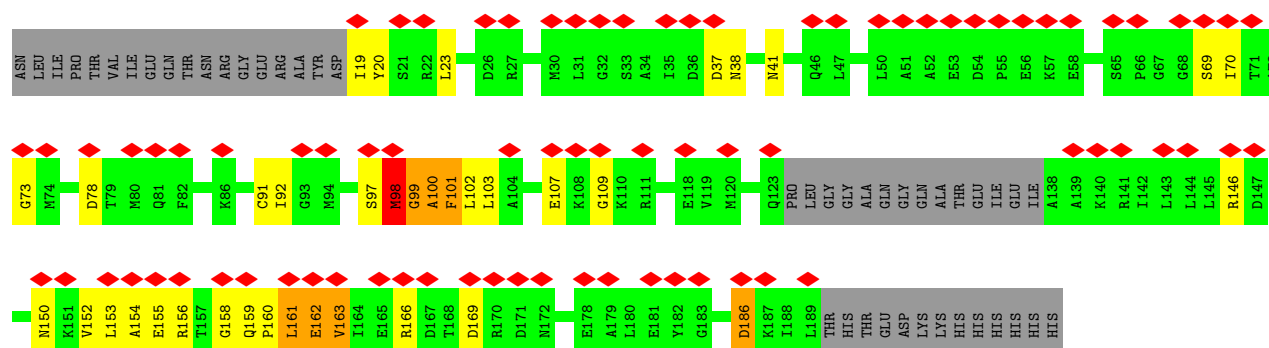 ASN LEU ILE PRO THR VAL ILE GLU GLN THR ASN ARG GLY GLU ARG ALA TYR ASP I19 Y20 S21 R22 L23 D26 R27 M30 L31 G32 S33 A34 I35 D36 D37 N38 N41 Q46 L47 L50 A51 A52 E53 D54 P55 E56 K57 E58 S65 P66 G67 G68 S69 I70 T71
G73 M74 D78 T79 M80 Q81 F82 K86 C91 I92 G93 M94 S97 M98 G99 A100 F101 L102 L103 A104 E107 K108 G109 K110 R111 E118 V119 M120 Q123 PRO LEU GLY GLY ALA GLN GLY GLN ALA THR GLU ILE GLU ILE A138 A139 K140 R141 I142 L143 L144 L145 R146 D147
N150 K151 V152 L153 A154 E155 R156 T157 G158 Q159 P160 L161 E162 V163 I164 E165 R166 D167 T168 D169 R170 D171 N172 E178 A179 L180 E181 Y182 G183 D186 K187 I188 L189 THR HIS THR GLU ASP LYS LYS HIS HIS HIS HIS HIS HIS